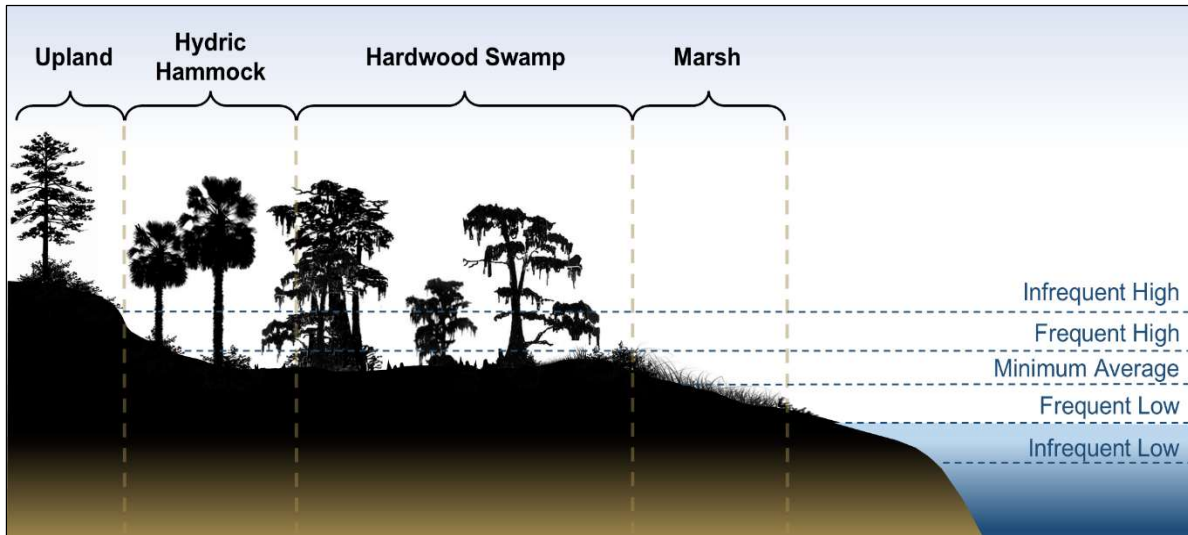 Upland
Hydric
Hammock
Hardwood Swamp
Marsh
Infrequent High
Frequent High
Minimum Average
Frequent Low
Infrequent Low